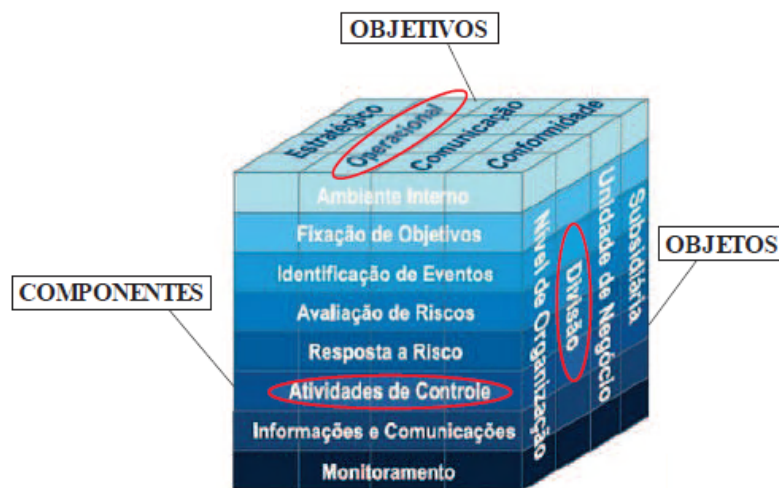 OBJETIVOS
Estratégico
Operacional
Comunicação
Conformidade
Ambiente Interno
Fixação de Objetivos
Identificação de Eventos
Avaliação de Riscos
Resposta a Risco
Atividades de Controle
Informações e Comunicações
Monitoramento
Nível de Organização
Divisão
Unidade de Negócio
Subsidiária
COMPONENTES
OBJETOS